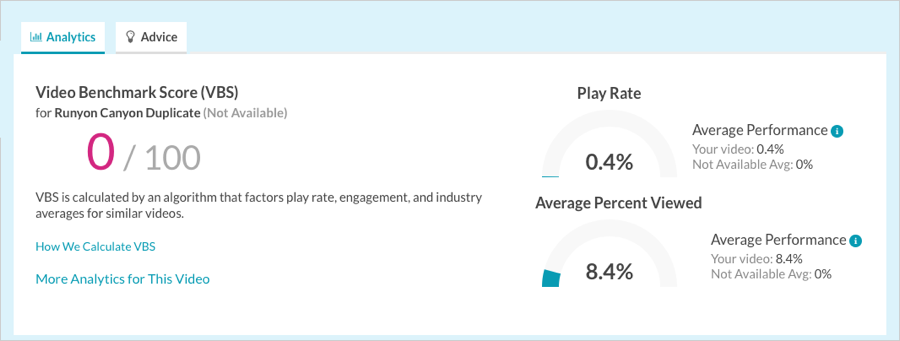 Analytics
Advice
Video Benchmark Score (VBS)
for Runyon Canyon Duplicate (Not Available)
0 / 100
VBS is calculated by an algorithm that factors play rate, engagement, and industry
averages for similar videos.
How We Calculate VBS
More Analytics for This Video
Play Rate
0.4%
Average Performance
Your video: 0.4%
Not Available Avg: 0%
Average Percent Viewed
8.4%
Average Performance
Your video: 8.4%
Not Available Avg: 0%